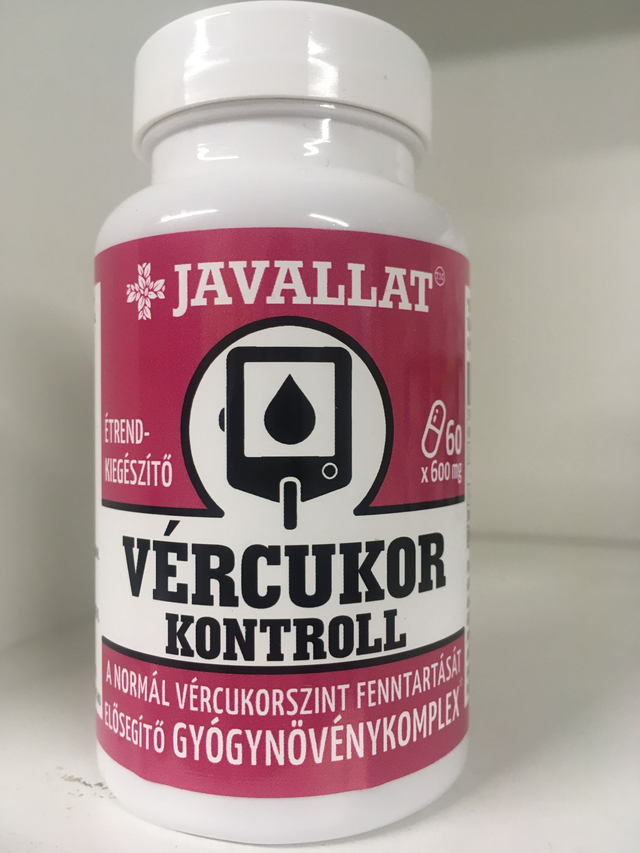 JAVALLAT
ÉTREND-
KIEGÉSZÍTŐ
60
x 600 mg
VÉRCUKOR
KONTROLL
A NORMÁL VÉRCUKORSZINT FENNTARTÁSÁT
ELŐSEGÍTŐ GYÓGYNÖVÉNYKOMPLEX